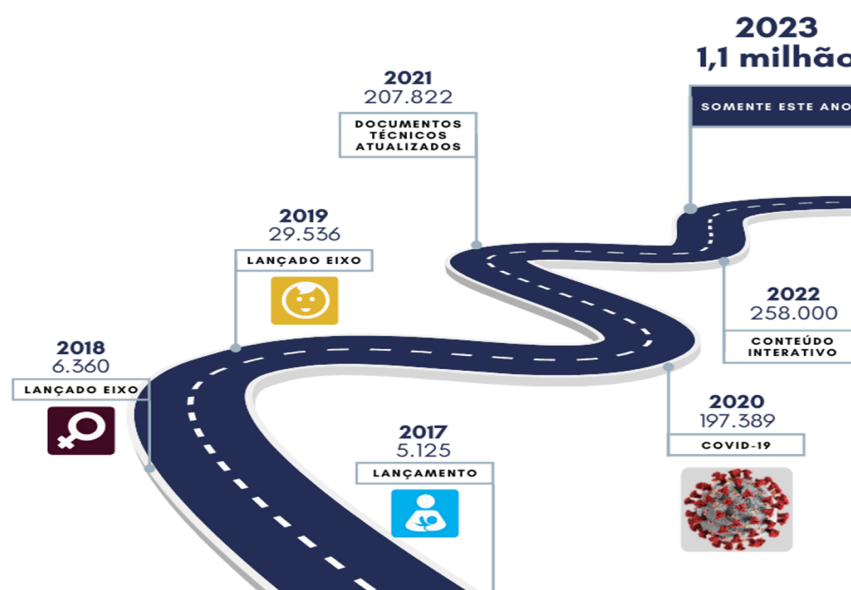 2023
1,1 milhão
SOMENTE ESTE ANO
2021
207.822
DOCUMENTOS
TÉCNICOS
ATUALIZADOS
2019
29.536
LANÇADO EIXO
2022
258.000
CONTEÚDO
INTERATIVO
2018
6.360
LANÇADO EIXO
2020
197.389
COVID-19
2017
5.125
LANÇAMENTO